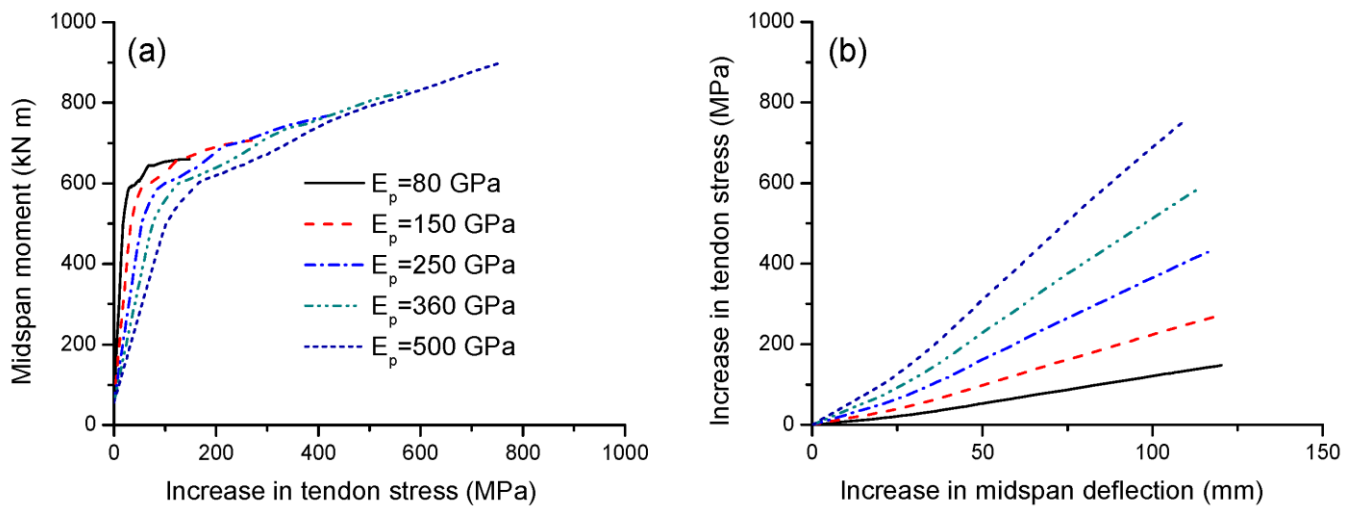 (a)
Midspan moment (kN m)
1000
800
600
400
200
0
E_p=80 GPa
E_p=150 GPa
E_p=250 GPa
E_p=360 GPa
E_p=500 GPa
0 200 400 600 800 1000
Increase in tendon stress (MPa)
(b)
Increase in tendon stress (MPa)
1000
800
600
400
200
0
0 50 100 150
Increase in midspan deflection (mm)